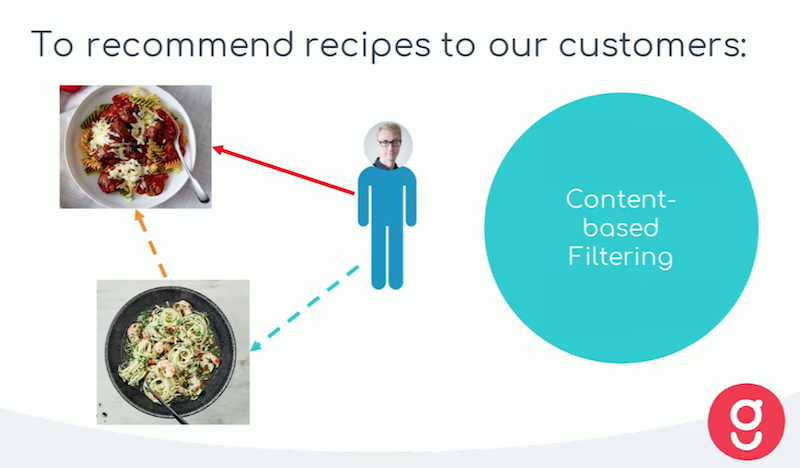 To recommend recipes to our customers:
Content-
based
Filtering
g